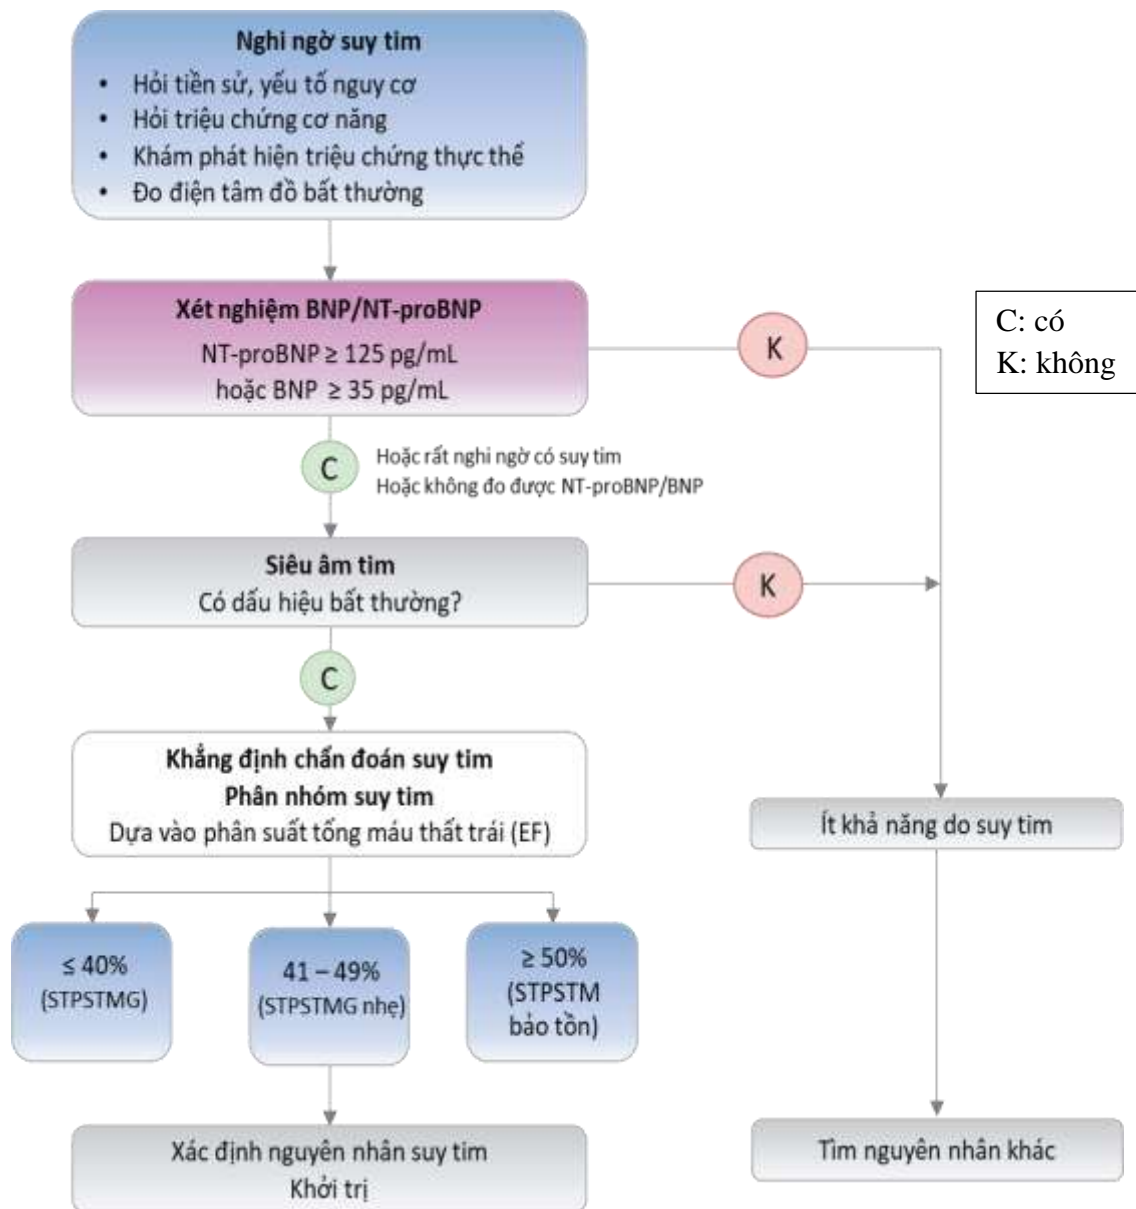 Nghi ngờ suy tim
• Hỏi tiền sử, yếu tố nguy cơ
• Hỏi triệu chứng cơ năng
• Khám phát hiện triệu chứng thực thể
• Đo điện tâm đồ bất thường
Xét nghiệm BNP/NT-proBNP
NT-proBNP ≥ 125 pg/mL
hoặc BNP ≥ 35 pg/mL
K
C: có
K: không
C
Hoặc rất nghi ngờ có suy tim
Hoặc không đo được NT-proBNP/BNP
Siêu âm tim
Có dấu hiệu bất thường?
K
C
Khẳng định chẩn đoán suy tim
Phân nhóm suy tim
Dựa vào phân suất tống máu thất trái (EF)
Ít khả năng do suy tim
≤ 40%
(STPSTMG)
41 – 49%
(STPSTMG nhẹ)
≥ 50%
(STPSTM
bảo tồn)
Xác định nguyên nhân suy tim
Khởi trị
Tìm nguyên nhân khác